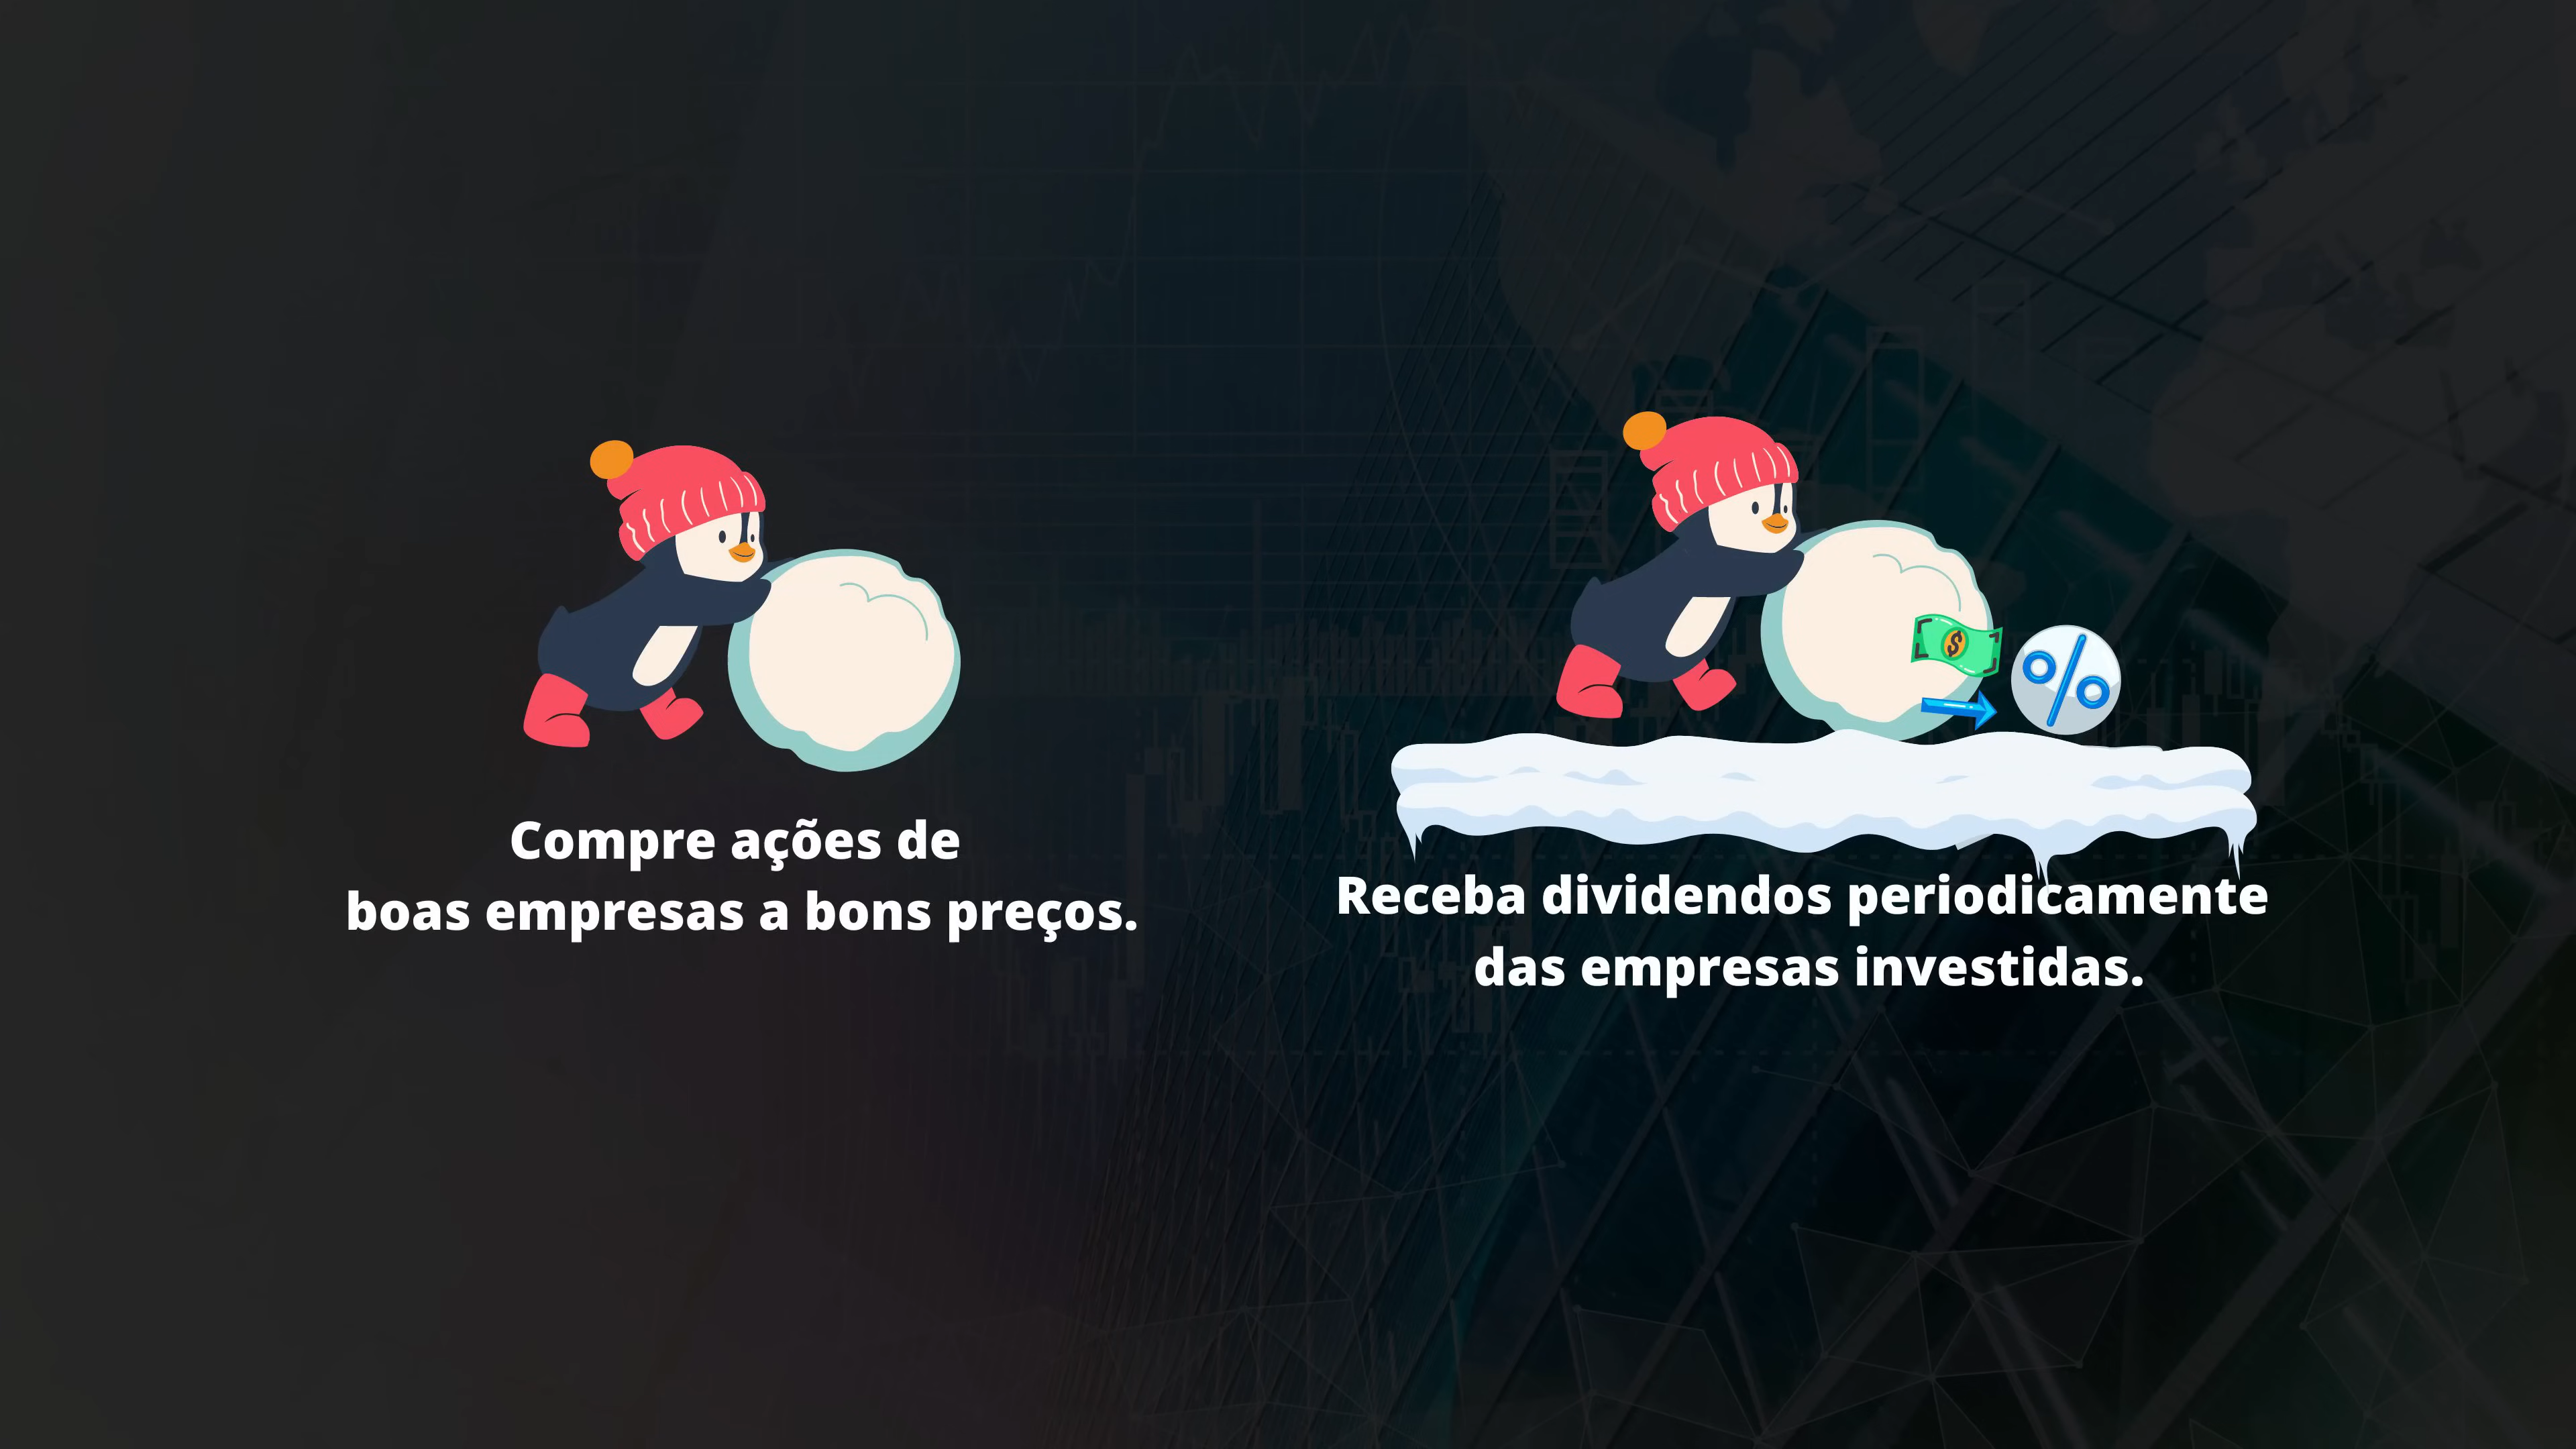 Compre ações de
boas empresas a bons preços.
$
%
Receba dividendos periodicamente
das empresas investidas.